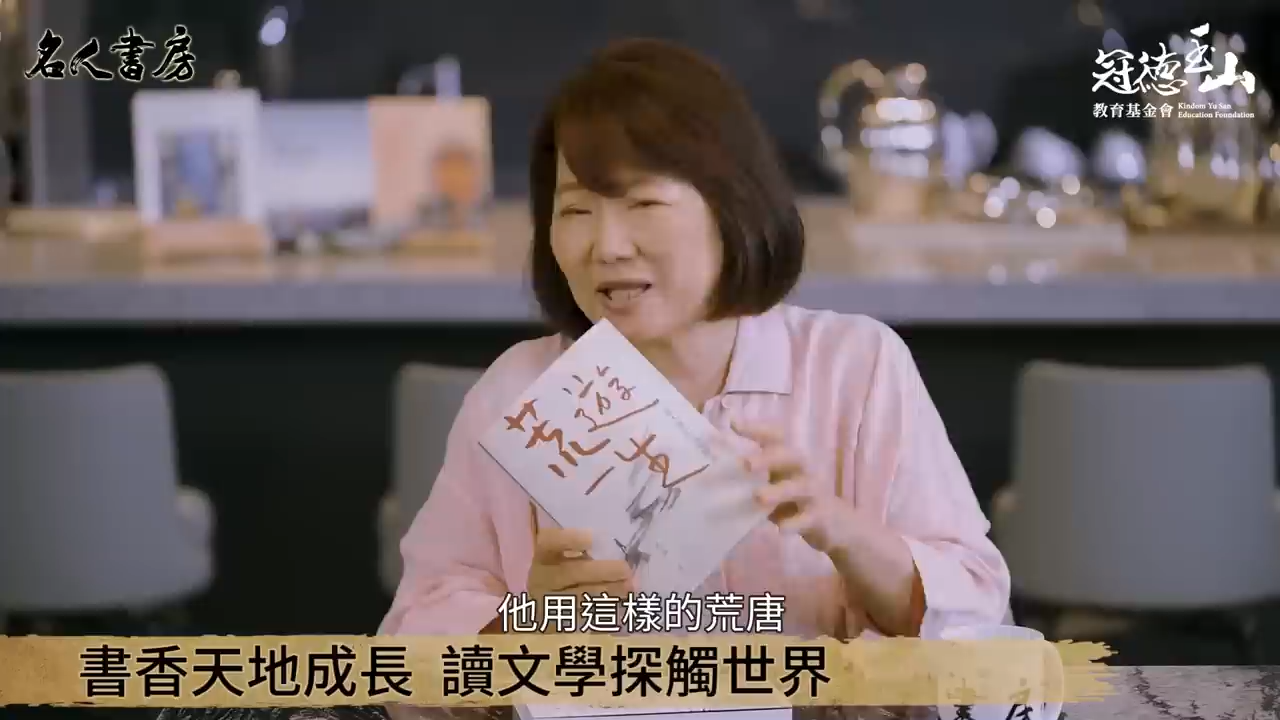 名人書房
冠德玉山
教育基金會
Kindom Yu San
Education Foundation
荒遊
一生
他用這樣的荒唐
書香天地成長 讀文學探觸世界
書房